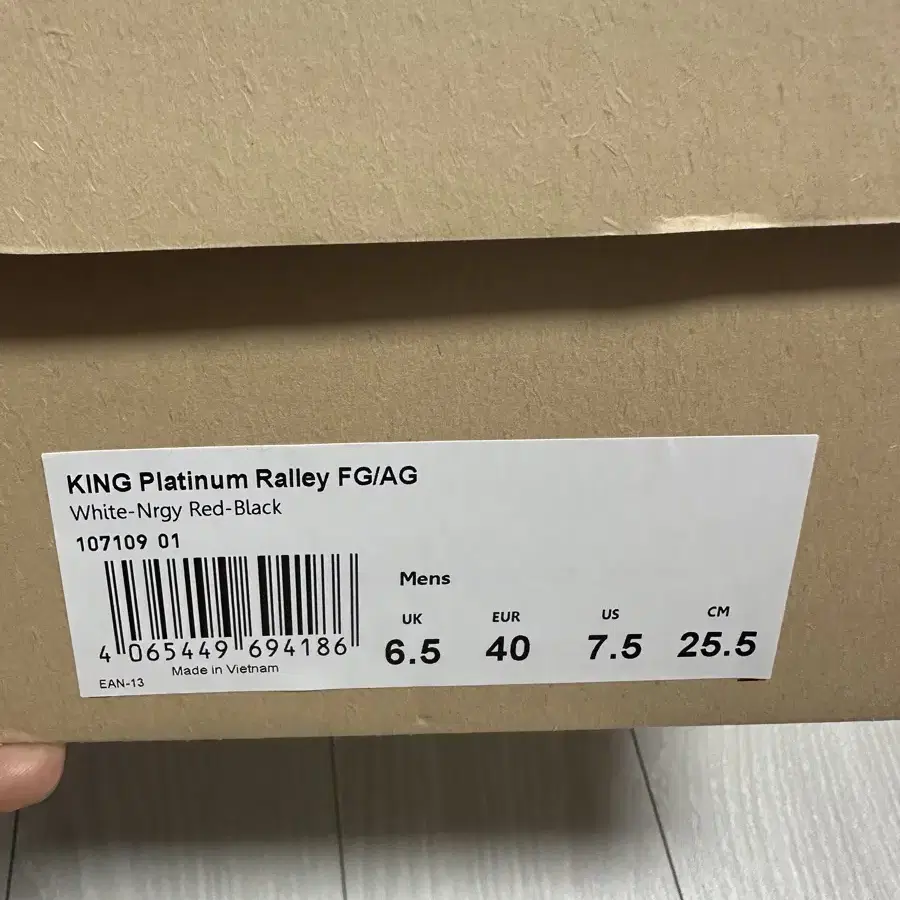 KING Platinum Ralley FG/AG
White-Nrgy Red-Black
107109 01
4 065449 694186
EAN-13 Made in Vietnam
Mens
UK EUR US CM
6.5 40 7.5 25.5